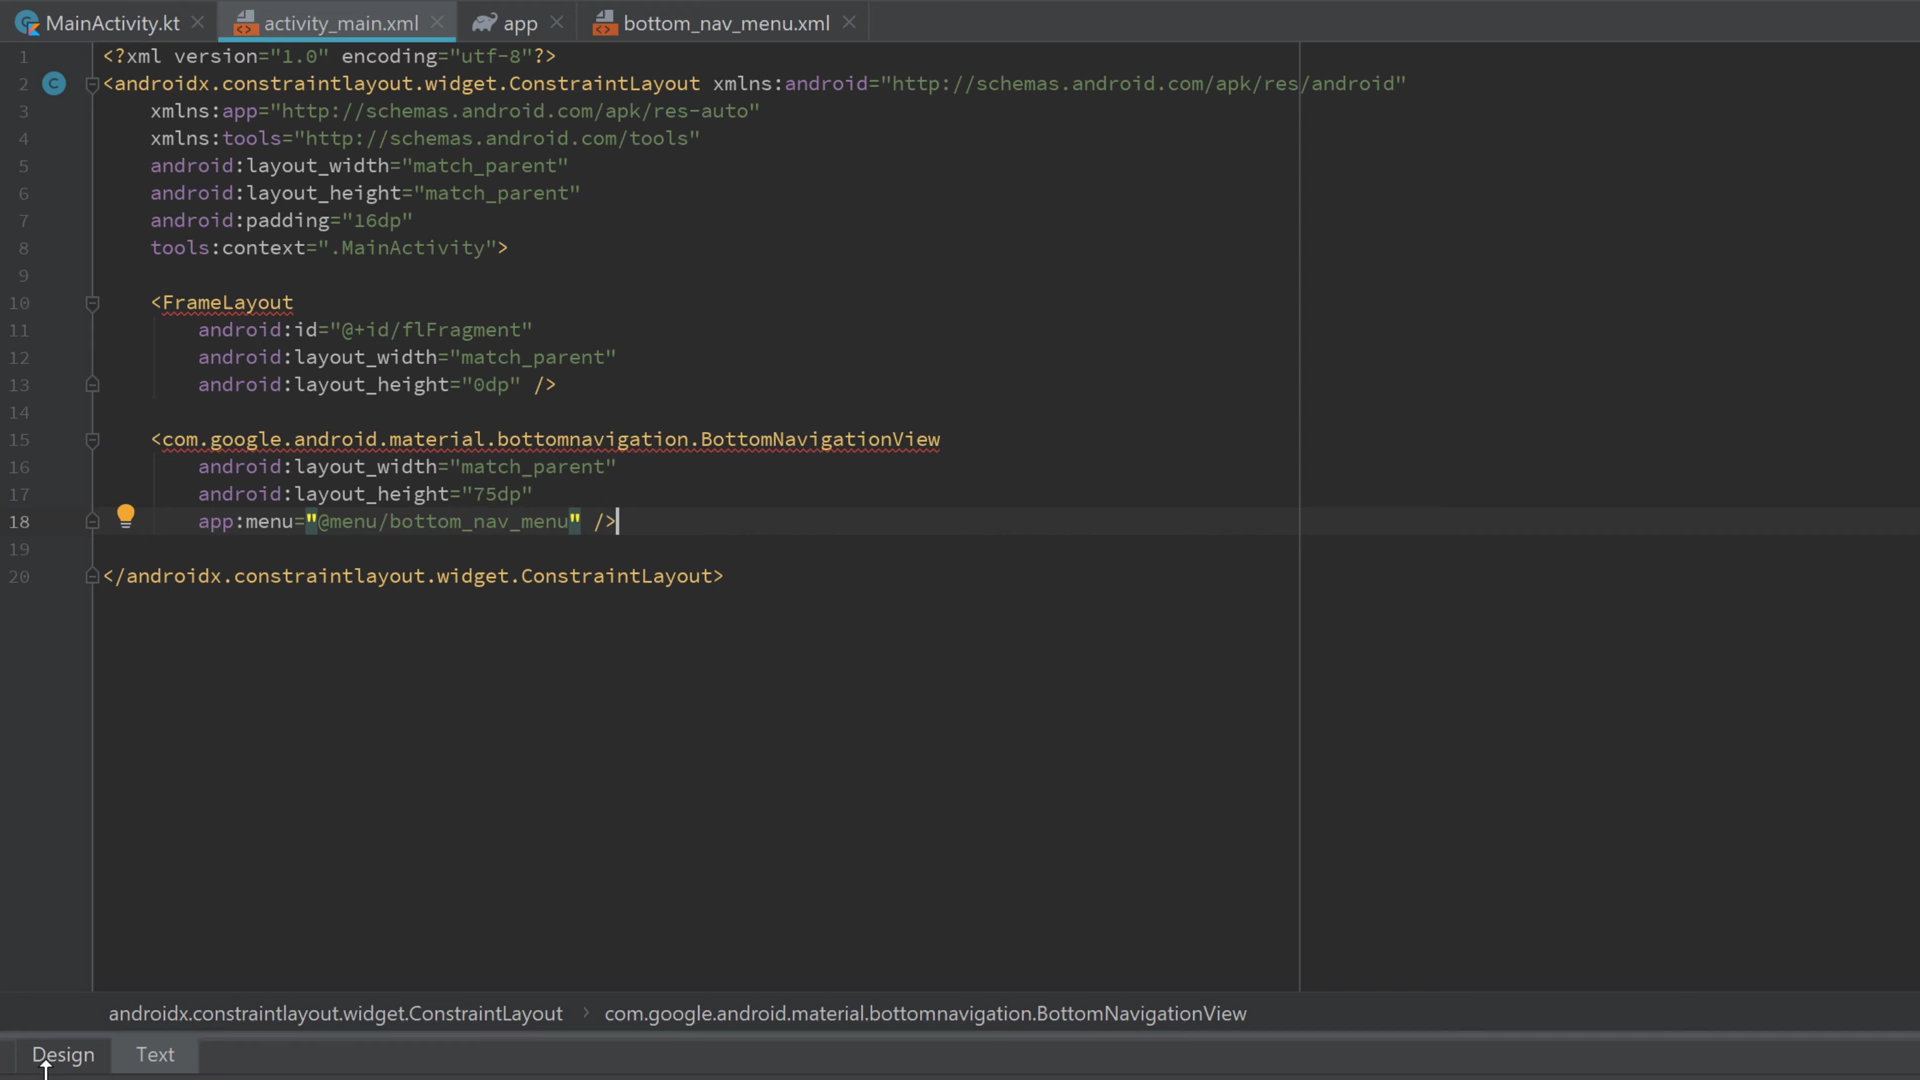 MainActivity.kt activity_main.xml app bottom_nav_menu.xml
1 <?xml version="1.0" encoding="utf-8"?>
2 C <androidx.constraintlayout.widget.ConstraintLayout xmlns:android="http://schemas.android.com/apk/res/android"
3 xmlns:app="http://schemas.android.com/apk/res-auto"
4 xmlns:tools="http://schemas.android.com/tools"
5 android:layout_width="match_parent"
6 android:layout_height="match_parent"
7 android:padding="16dp"
8 tools:context=".MainActivity">
9
10 <FrameLayout
11 android:id="@+id/flFragment"
12 android:layout_width="match_parent"
13 android:layout_height="0dp" />
14
15 <com.google.android.material.bottomnavigation.BottomNavigationView
16 android:layout_width="match_parent"
17 android:layout_height="75dp"
18 app:menu="@menu/bottom_nav_menu" />
19
20 </androidx.constraintlayout.widget.ConstraintLayout>
androidx.constraintlayout.widget.ConstraintLayout › com.google.android.material.bottomnavigation.BottomNavigationView
Design Text